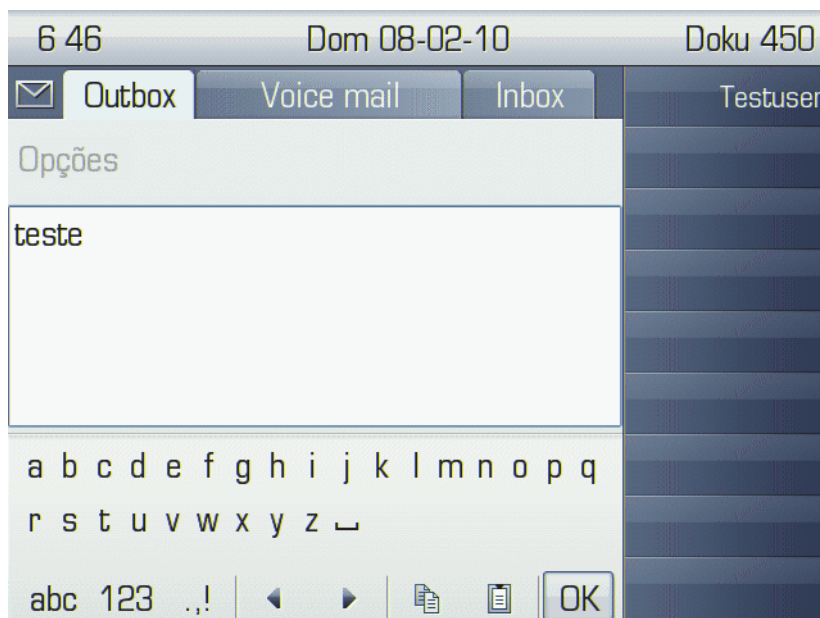 6 46 Dom 08-02-10 Doku 450
Outbox Voice mail Inbox Testuser
Opções
teste
a b c d e f g h i j k l m n o p q
r s t u v w x y z
abc 123 .,! OK